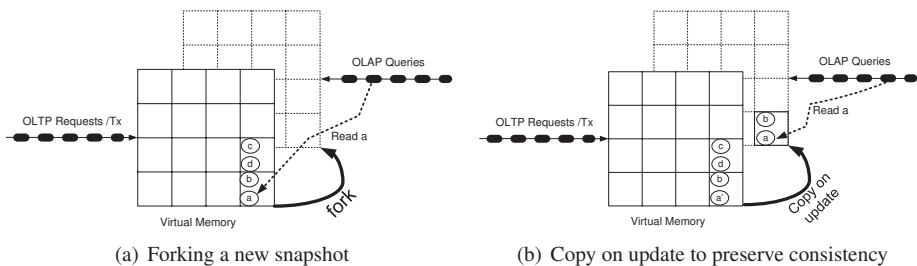 OLAP Queries
OLTP Requests /Tx
Read a
c
d
b
a
fork
Virtual Memory
(a) Forking a new snapshot
OLAP Queries
OLTP Requests /Tx
Read a
b
a
c
d
b
a'
Copy on
update
Virtual Memory
(b) Copy on update to preserve consistency